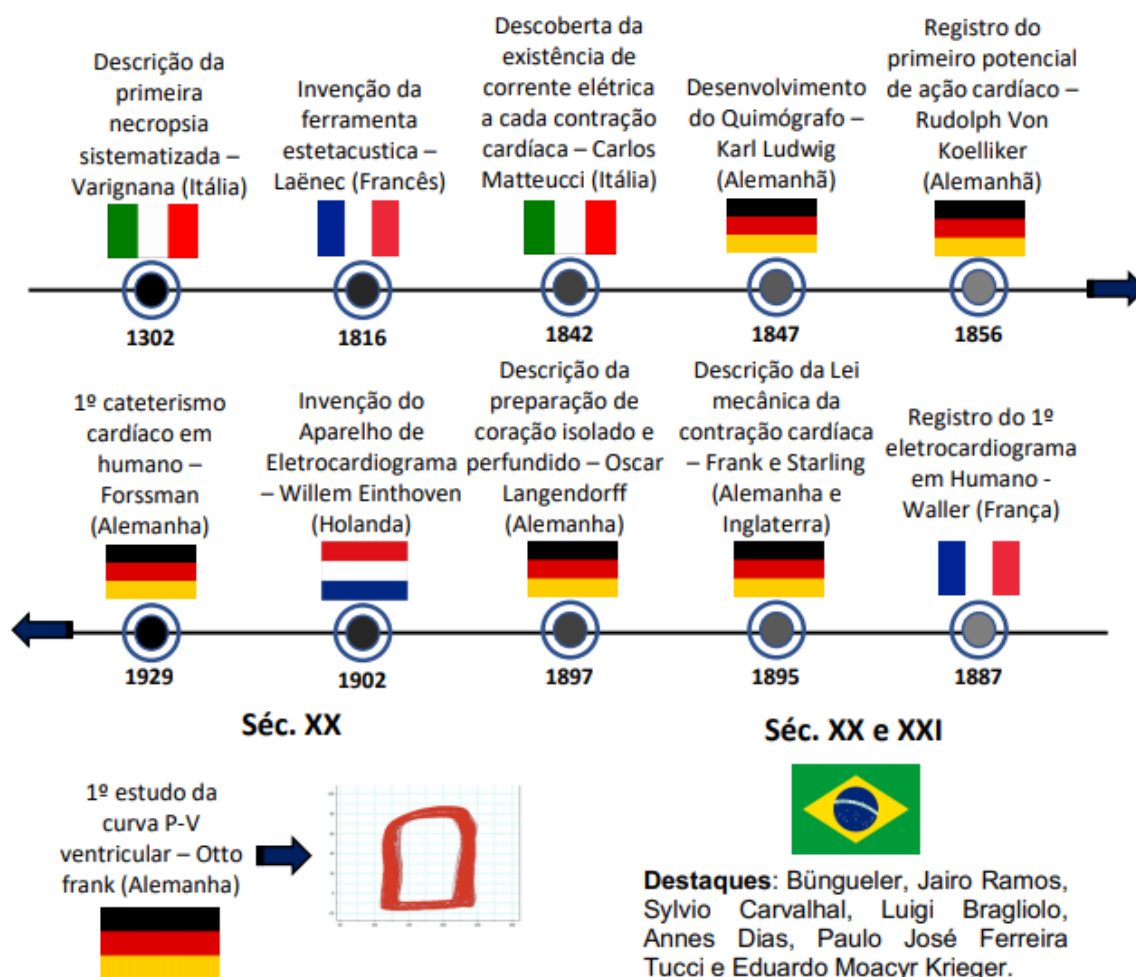 Descrição da
primeira
necropsia
sistematizada –
Varignana (Itália)
1302
Invenção da
ferramenta
estetacustica –
Laënec (Francês)
1816
Descoberta da
existência de
corrente elétrica
a cada contração
cardíaca – Carlos
Matteucci (Itália)
1842
Desenvolvimento
do Quimógrafo –
Karl Ludwig
(Alemanhã)
1847
Registro do
primeiro potencial
de ação cardíaco –
Rudolph Von
Koelliker
(Alemanhã)
1856
1º cateterismo
cardíaco em
humano –
Forssman
(Alemanha)
1929
Invenção do
Aparelho de
Eletrocardiograma
– Willem Einthoven
(Holanda)
1902
Descrição da
preparação de
coração isolado e
perfundido – Oscar
Langendorff
(Alemanha)
1897
Descrição da Lei
mecânica da
contração cardíaca
– Frank e Starling
(Alemanha e
Inglaterra)
1895
Registro do 1º
eletrocardiograma
em Humano -
Waller (França)
1887
Séc. XX
1º estudo da
curva P-V
ventricular – Otto
frank (Alemanha)
Séc. XX e XXI
Destaques: Büngueler, Jairo Ramos,
Sylvio Carvalhal, Luigi Bragliolo,
Annes Dias, Paulo José Ferreira
Tucci e Eduardo Moacyr Krieger.